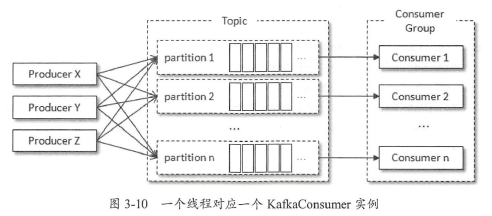 Topic
Consumer
Group
Producer X
Producer Y
Producer Z
partition 1
...
partition 2
...
...
partition n
...
Consumer 1
Consumer 2
...
Consumer n
图 3-10 一个线程对应一个 KafkaConsumer 实例